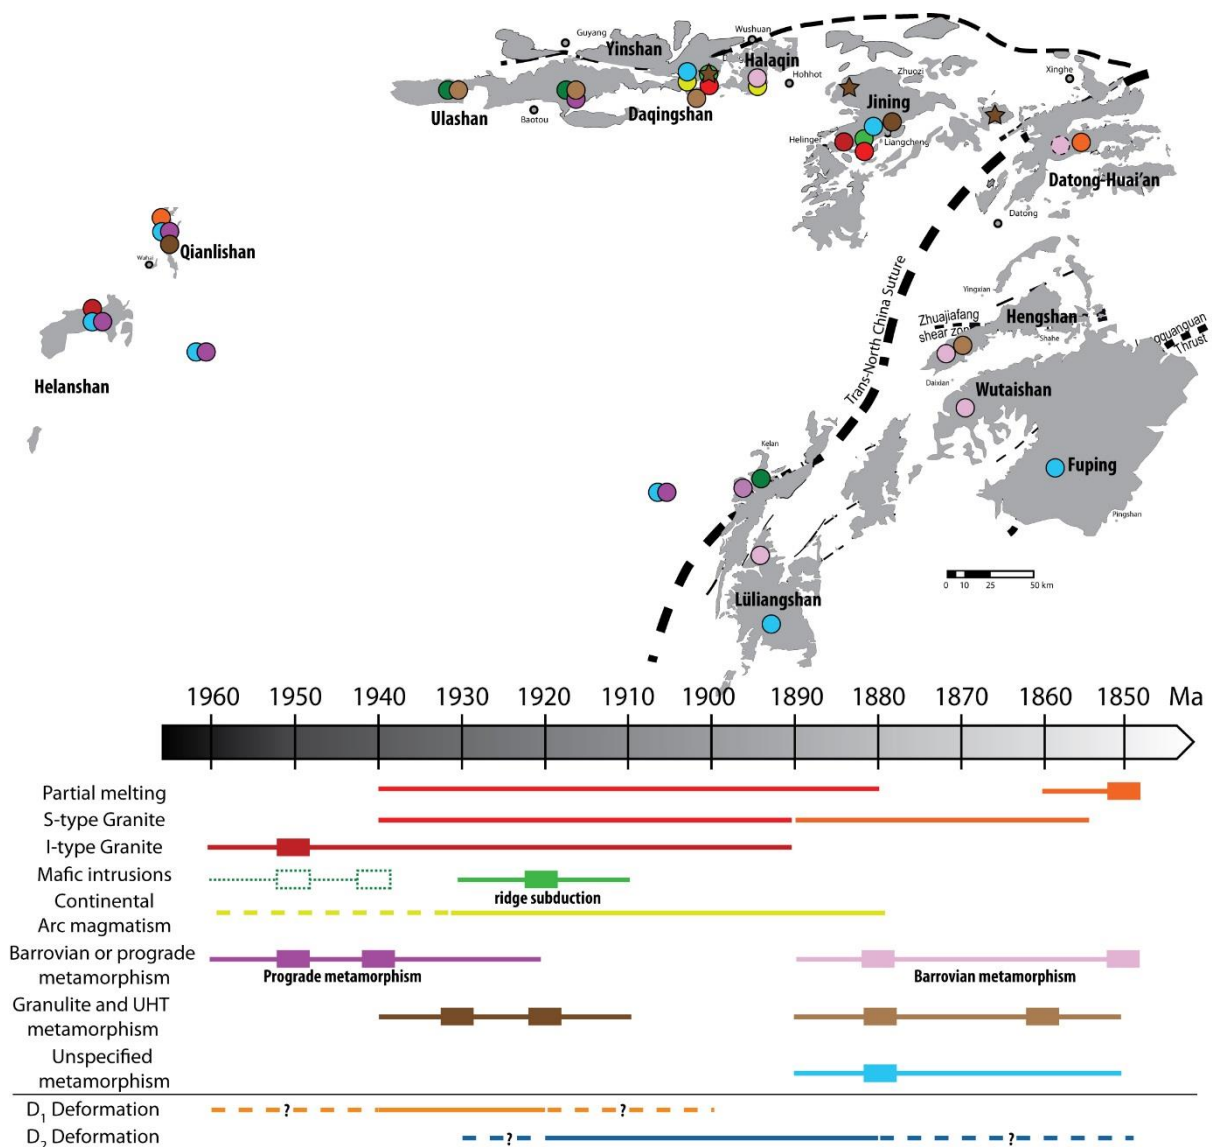 Guyang
Wushuan
Yinshan
Halaqin
Hohhot
Zhuozi
Xinghe
Jining
Ulashan
Baotou
Daqingshan
Helinger
Liangcheng
Datong-Huai'an
Datong
Qianlishan
Wuhai
Yingxian
Trans-North China Suture
Zhuajiafang
shear zon
Hengshan
Shahe
Thrust
Helanshan
Daixian
Wutaishan
Kelan
Fuping
Pingshan
0 10 25 50 km
Lüliangshan
1960 1950 1940 1930 1920 1910 1900 1890 1880 1870 1860 1850 Ma
Partial melting
S-type Granite
I-type Granite
Mafic intrusions
ridge subduction
Continental
Arc magmatism
Barrovian or prograde
metamorphism
Prograde metamorphism
Barrovian metamorphism
Granulite and UHT
metamorphism
Unspecified
metamorphism
D1 Deformation
? ?
D2 Deformation
? ?